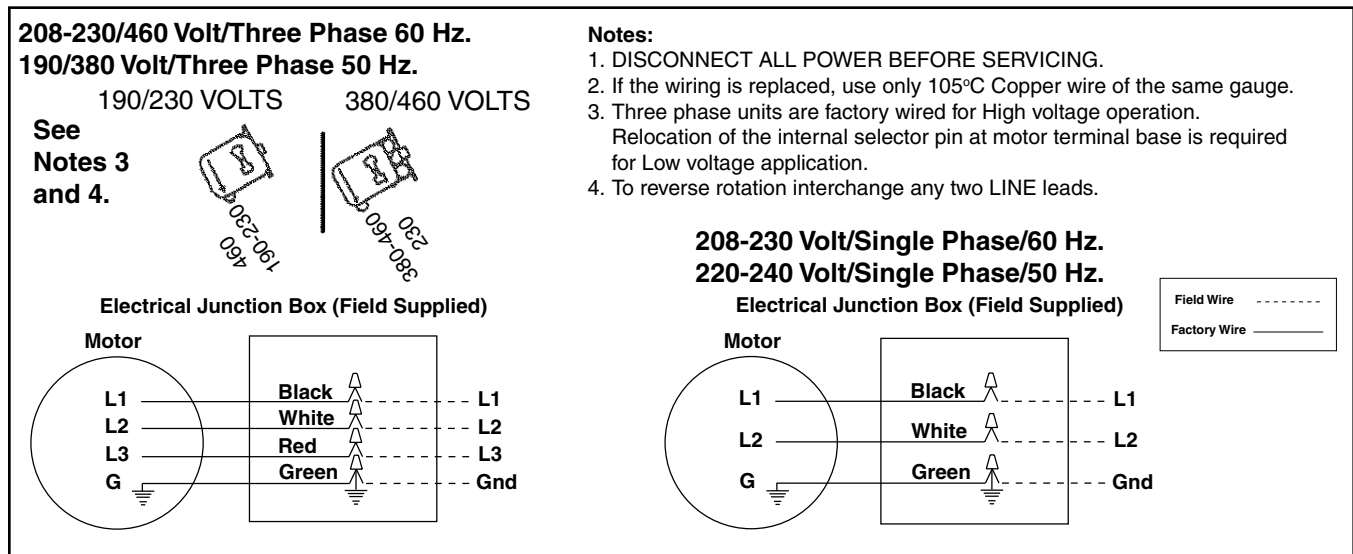 208-230/460 Volt/Three Phase 60 Hz.
190/380 Volt/Three Phase 50 Hz.
190/230 VOLTS 380/460 VOLTS
See
Notes 3
and 4.
460
190-230
380-460
230
Electrical Junction Box (Field Supplied)
Motor
L1 Black L1
L2 White L2
L3 Red L3
G Green Gnd
Notes:
1. DISCONNECT ALL POWER BEFORE SERVICING.
2. If the wiring is replaced, use only 105°C Copper wire of the same gauge.
3. Three phase units are factory wired for High voltage operation.
Relocation of the internal selector pin at motor terminal base is required
for Low voltage application.
4. To reverse rotation interchange any two LINE leads.
208-230 Volt/Single Phase/60 Hz.
220-240 Volt/Single Phase/50 Hz.
Electrical Junction Box (Field Supplied)
Motor
L1 Black L1
L2 White L2
G Green Gnd
Field Wire
Factory Wire